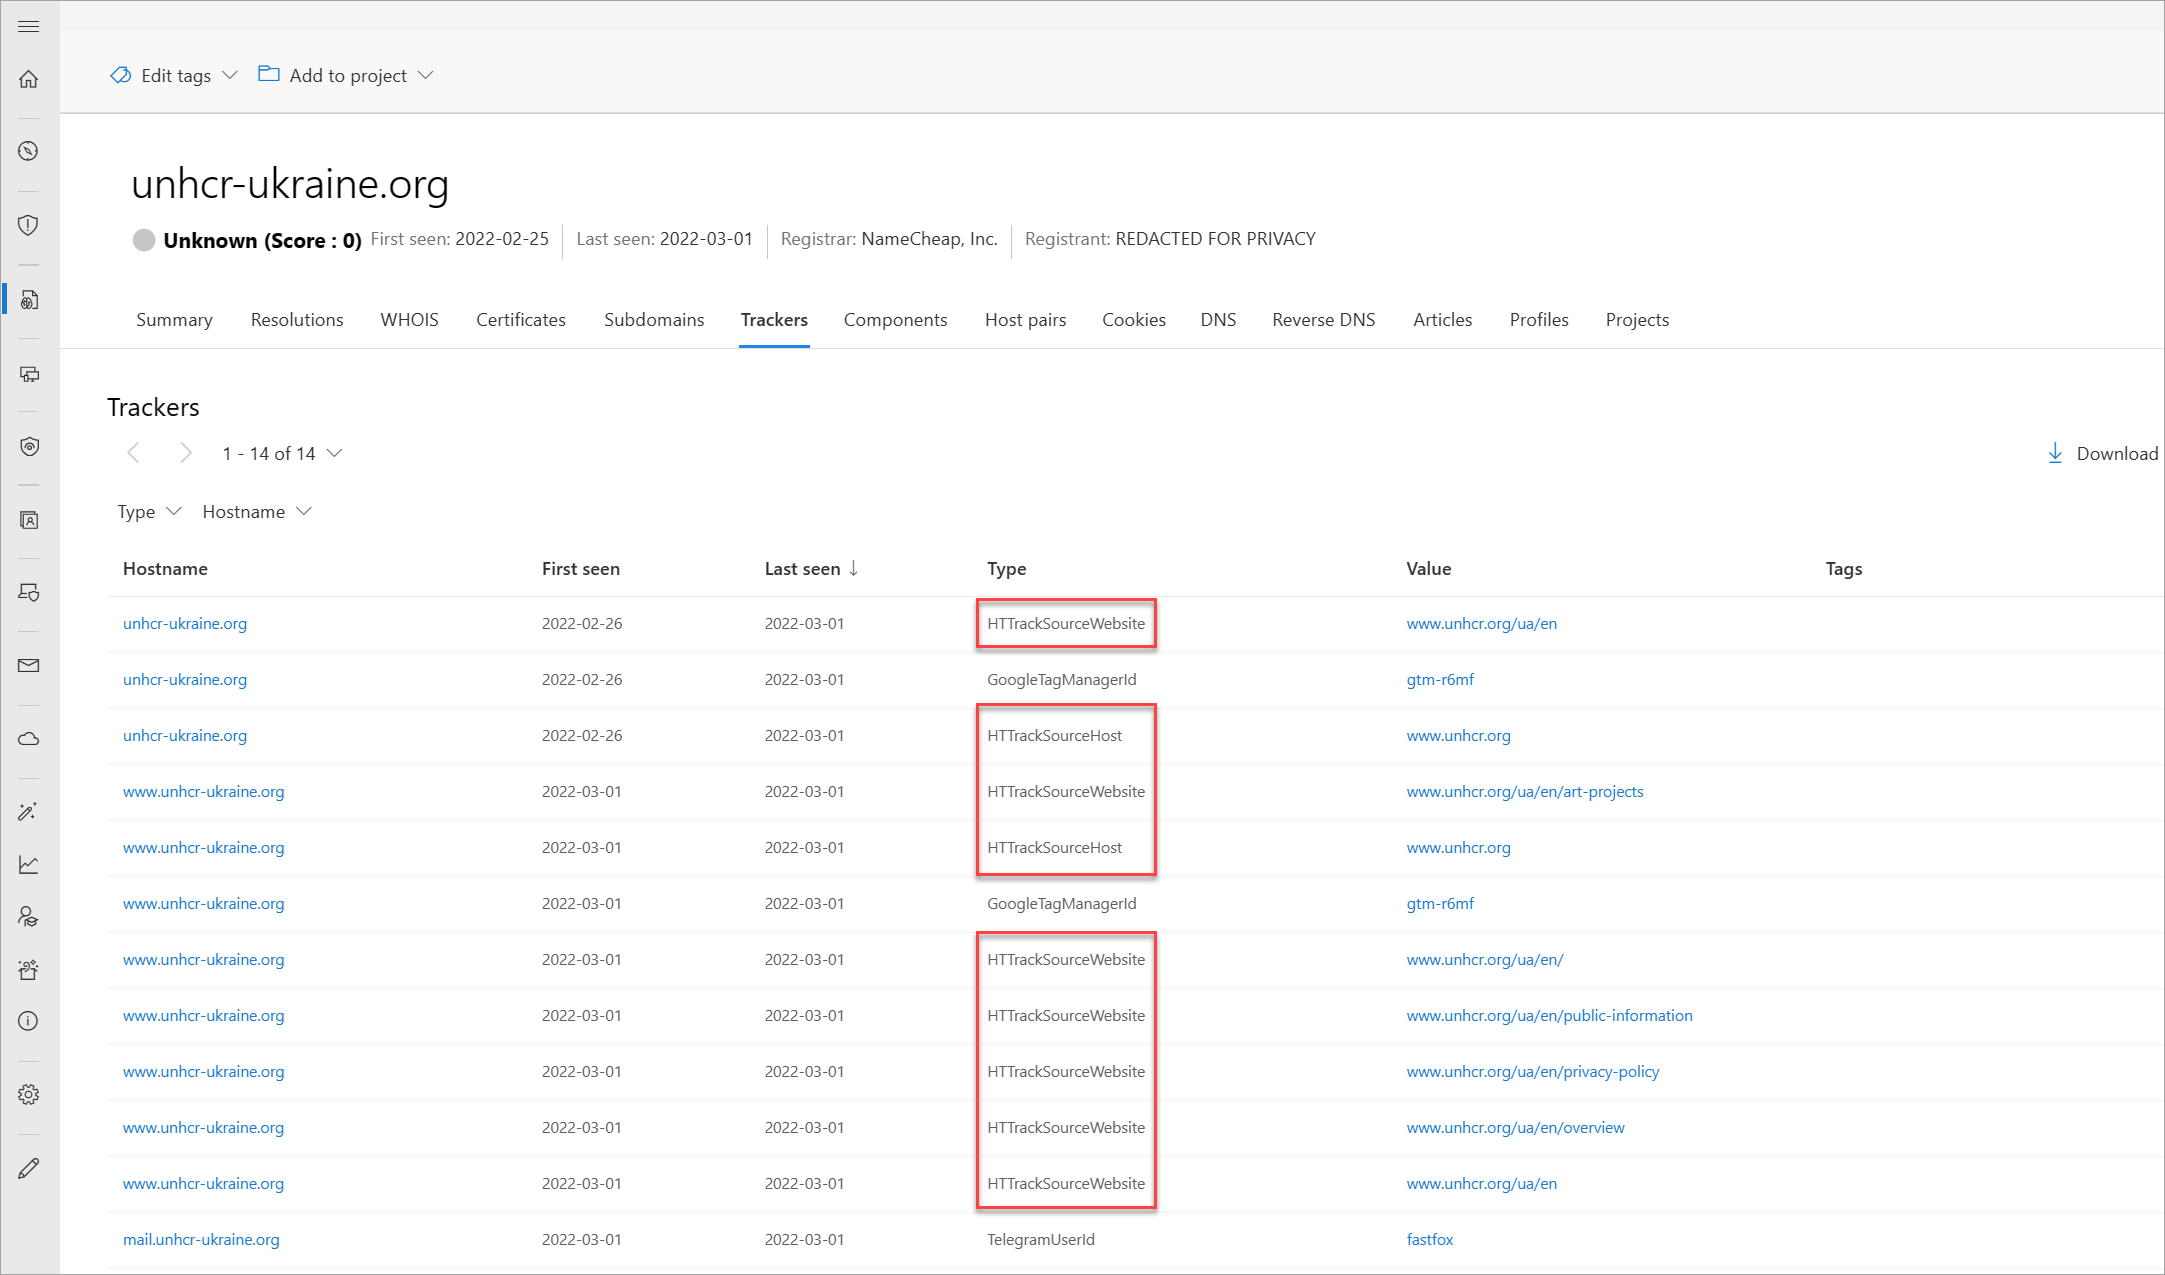 Edit tags Add to project
unhcr-ukraine.org
Unknown (Score : 0) First seen: 2022-02-25 Last seen: 2022-03-01 Registrar: NameCheap, Inc. Registrant: REDACTED FOR PRIVACY
Summary Resolutions WHOIS Certificates Subdomains Trackers Components Host pairs Cookies DNS Reverse DNS Articles Profiles Projects
Trackers
1 - 14 of 14 Download
Type Hostname
Hostname First seen Last seen Type Value Tags
unhcr-ukraine.org 2022-02-26 2022-03-01 HTTrackSourceWebsite www.unhcr.org/ua/en
unhcr-ukraine.org 2022-02-26 2022-03-01 GoogleTagManagerId gtm-r6mf
unhcr-ukraine.org 2022-02-26 2022-03-01 HTTrackSourceHost www.unhcr.org
www.unhcr-ukraine.org 2022-03-01 2022-03-01 HTTrackSourceWebsite www.unhcr.org/ua/en/art-projects
www.unhcr-ukraine.org 2022-03-01 2022-03-01 HTTrackSourceHost www.unhcr.org
www.unhcr-ukraine.org 2022-03-01 2022-03-01 GoogleTagManagerId gtm-r6mf
www.unhcr-ukraine.org 2022-03-01 2022-03-01 HTTrackSourceWebsite www.unhcr.org/ua/en/
www.unhcr-ukraine.org 2022-03-01 2022-03-01 HTTrackSourceWebsite www.unhcr.org/ua/en/public-information
www.unhcr-ukraine.org 2022-03-01 2022-03-01 HTTrackSourceWebsite www.unhcr.org/ua/en/privacy-policy
www.unhcr-ukraine.org 2022-03-01 2022-03-01 HTTrackSourceWebsite www.unhcr.org/ua/en/overview
www.unhcr-ukraine.org 2022-03-01 2022-03-01 HTTrackSourceWebsite www.unhcr.org/ua/en
mail.unhcr-ukraine.org 2022-03-01 2022-03-01 TelegramUserId fastfox